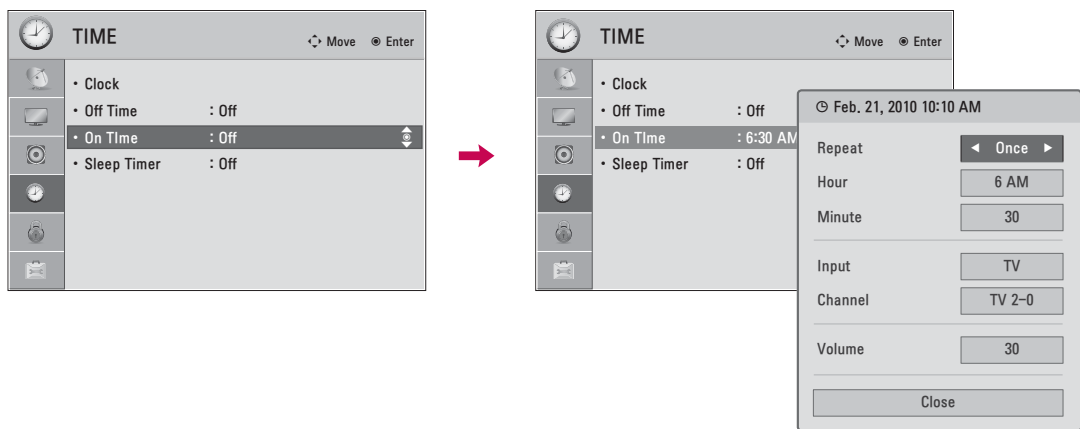 TIME
Move
Enter
• Clock
• Off Time : Off
• On TIme : Off
• Sleep Timer : Off
TIME
Move
Enter
• Clock
• Off Time : Off
• On TIme : 6:30 AM
• Sleep Timer : Off
Feb. 21, 2010 10:10 AM
Repeat ◄ Once ►
Hour 6 AM
Minute 30
Input TV
Channel TV 2-0
Volume 30
Close